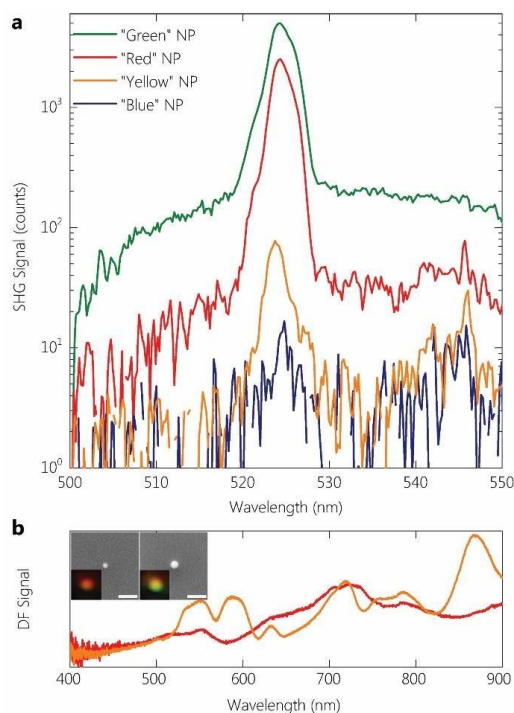 a
"Green" NP
"Red" NP
"Yellow" NP
"Blue" NP
SHG Signal (counts)
10³
10²
10¹
10⁰
500 510 520 530 540 550
Wavelength (nm)
b
DF Signal
400 500 600 700 800 900
Wavelength (nm)